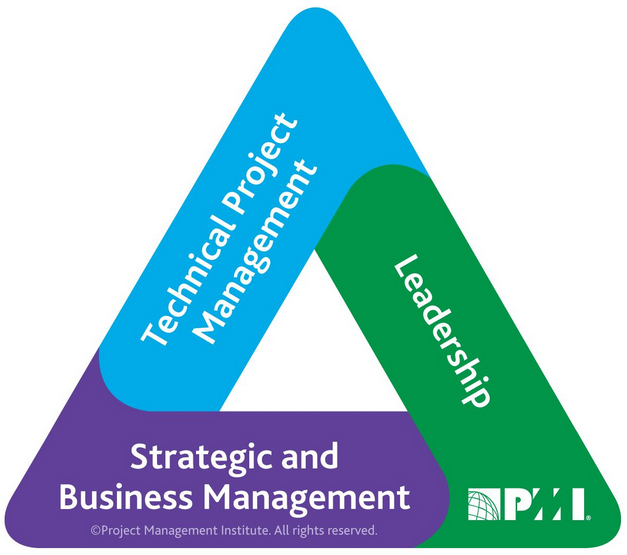 Technical Project
Management
Leadership
Strategic and
Business Management
©Project Management Institute. All rights reserved.
PMI®